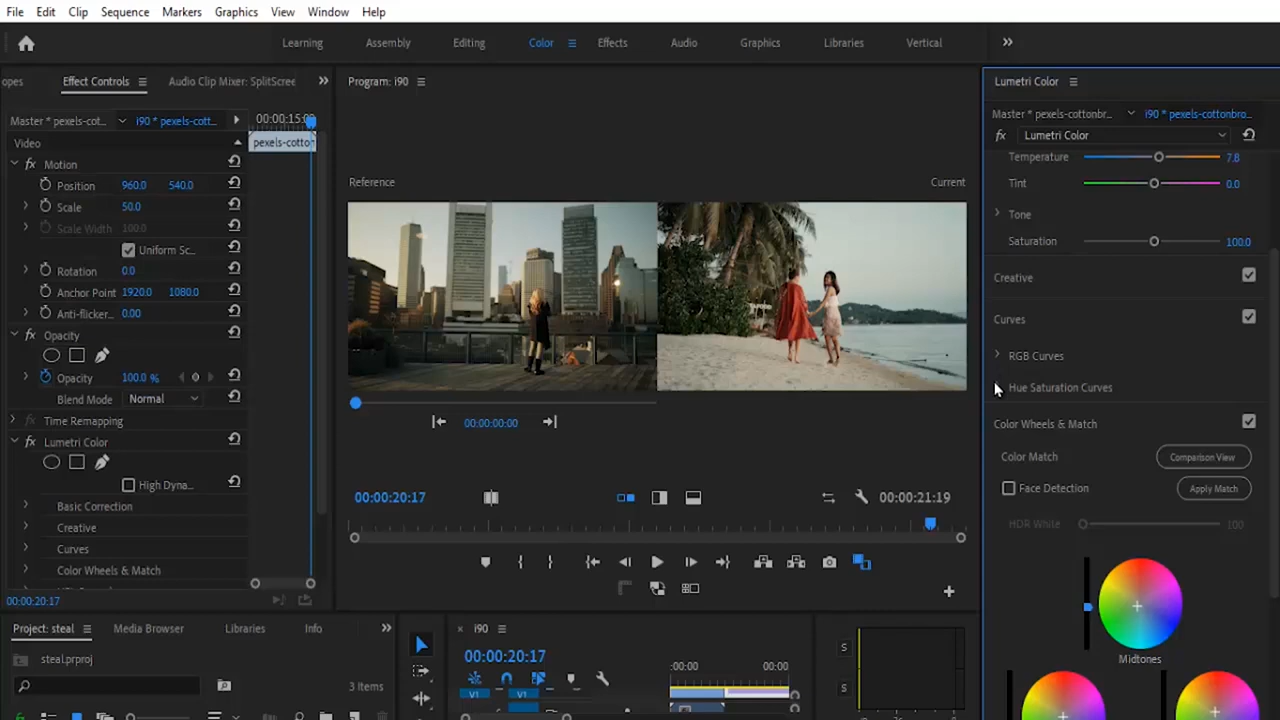 File Edit Clip Sequence Markers Graphics View Window Help
Learning Assembly Editing Color Effects Audio Graphics Libraries Vertical
opes Effect Controls Audio Clip Mixer: SplitScree
Master * pexels-cot... i90 * pexels-cott...
00:00:15:0
Video
pexels-cotto
Motion
Position 960.0 540.0
Scale 50.0
Scale Width 100.0
Uniform Sc...
Rotation 0.0
Anchor Point 1920.0 1080.0
Anti-flicker... 0.00
Opacity
Opacity 100.0 %
Blend Mode Normal
Time Remapping
Lumetri Color
High Dyna...
Basic Correction
Creative
Curves
Color Wheels & Match
00:00:20:17
Program: i90
Reference Current
00:00:00:00
00:00:20:17 00:00:21:19
Lumetri Color
Master * pexels-cottonbr... i90 * pexels-cottonbro...
fx Lumetri Color
Temperature 7.8
Tint 0.0
Tone
Saturation 100.0
Creative
Curves
RGB Curves
Hue Saturation Curves
Color Wheels & Match
Color Match Comparison View
Face Detection Apply Match
HDR White 100
Midtones
Project: steal Media Browser Libraries Info
steal.prproj
3 Items
i90
00:00:20:17
:00:00 00:00
V1 V1
S
S